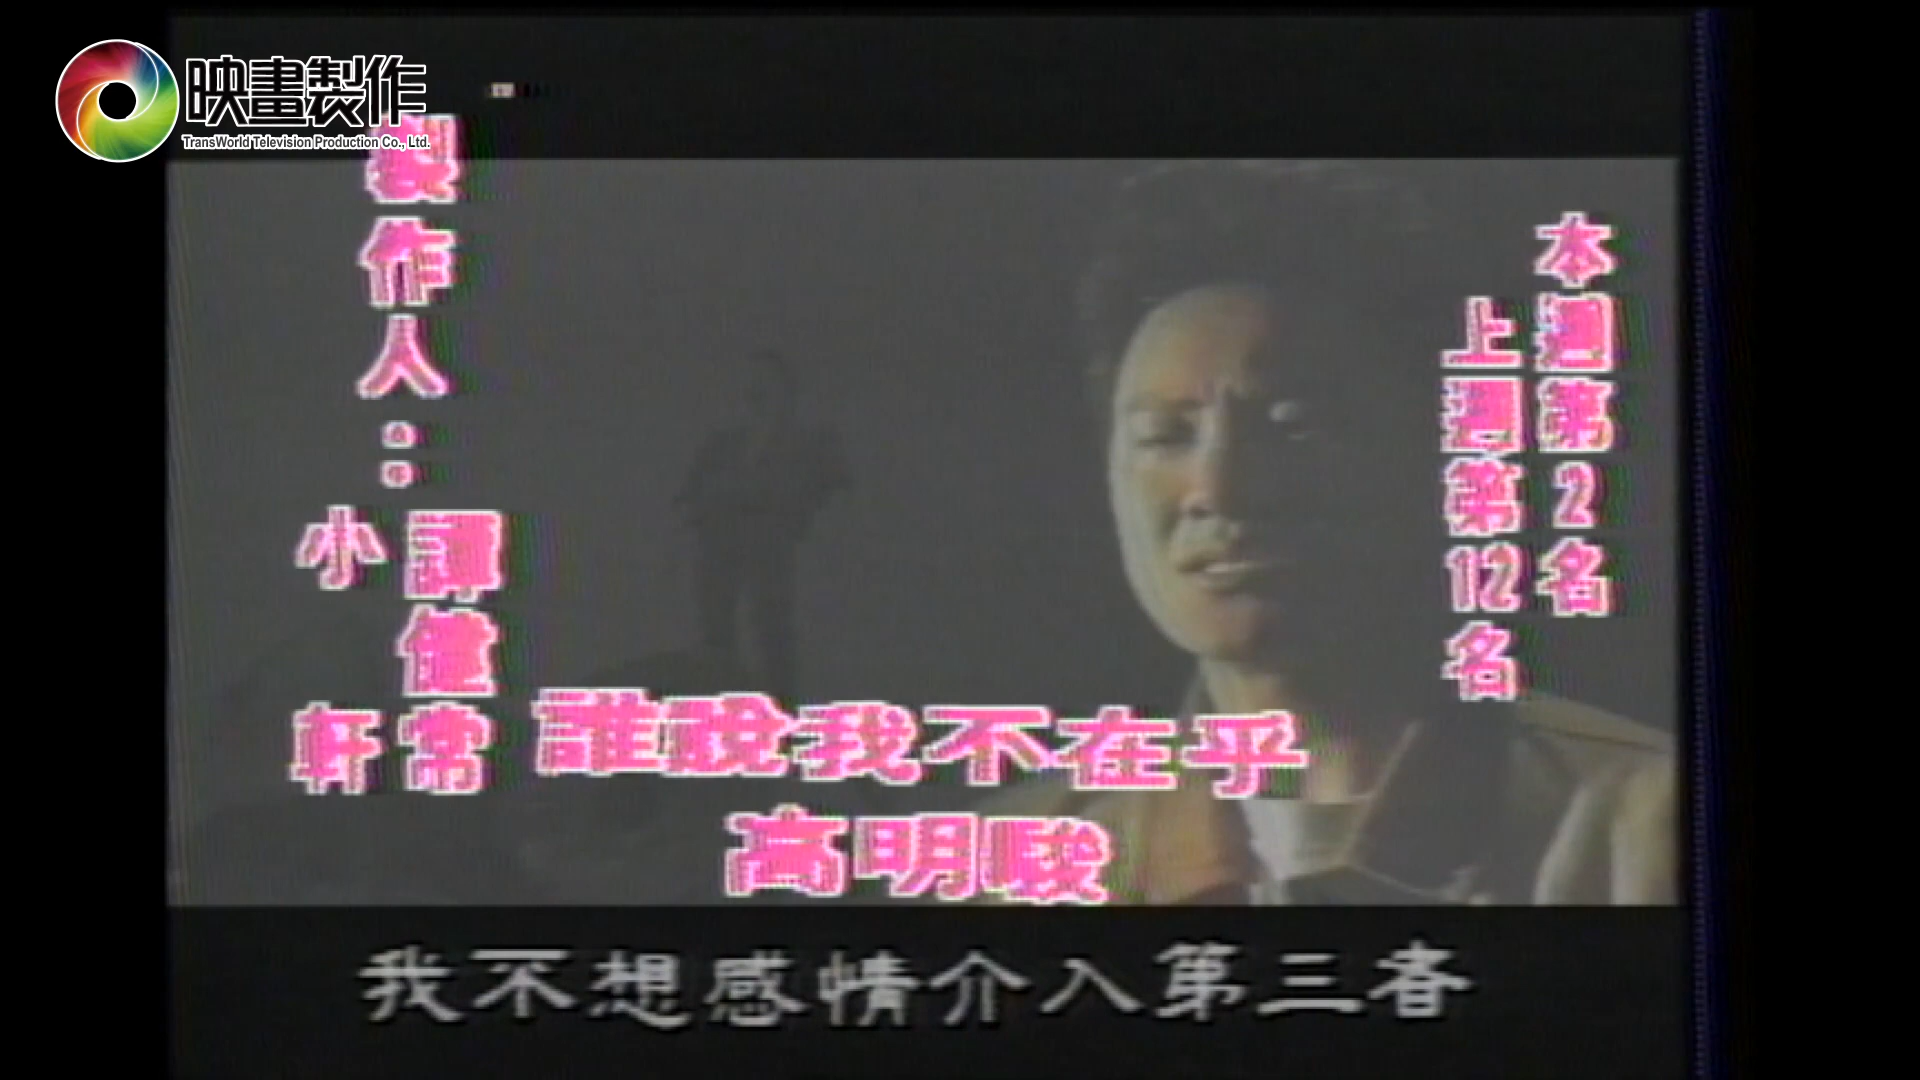 映畫製作
TransWorld Television Production Co., Ltd.
製作人：
譚健常
小軒
本週第2名
上週第12名
誰說我不在乎
高明駿
我不想感情介入第三者